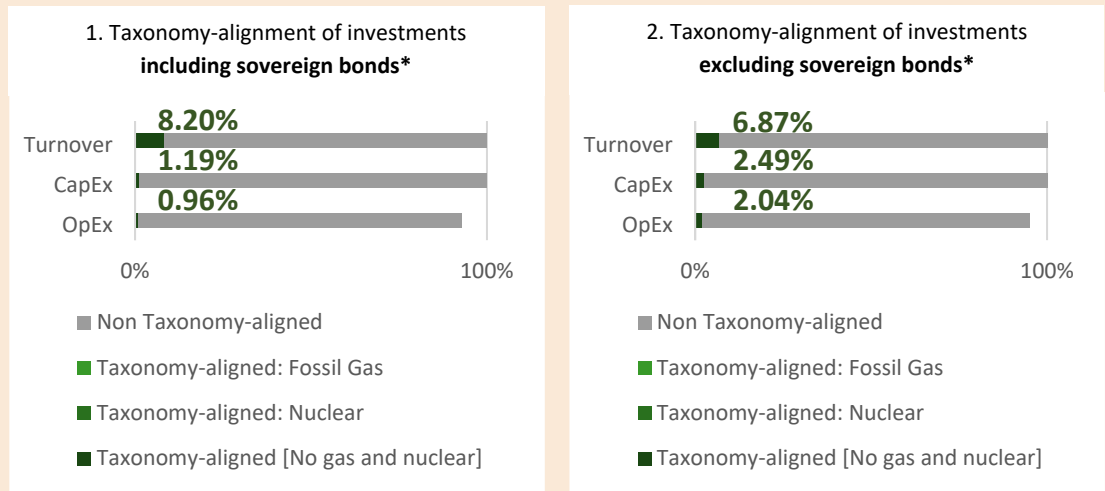 1. Taxonomy-alignment of investments
including sovereign bonds*
8.20%
Turnover
1.19%
CapEx
0.96%
OpEx
0% 100%
Non Taxonomy-aligned
Taxonomy-aligned: Fossil Gas
Taxonomy-aligned: Nuclear
Taxonomy-aligned [No gas and nuclear]
2. Taxonomy-alignment of investments
excluding sovereign bonds*
6.87%
Turnover
2.49%
CapEx
2.04%
OpEx
0% 100%
Non Taxonomy-aligned
Taxonomy-aligned: Fossil Gas
Taxonomy-aligned: Nuclear
Taxonomy-aligned [No gas and nuclear]